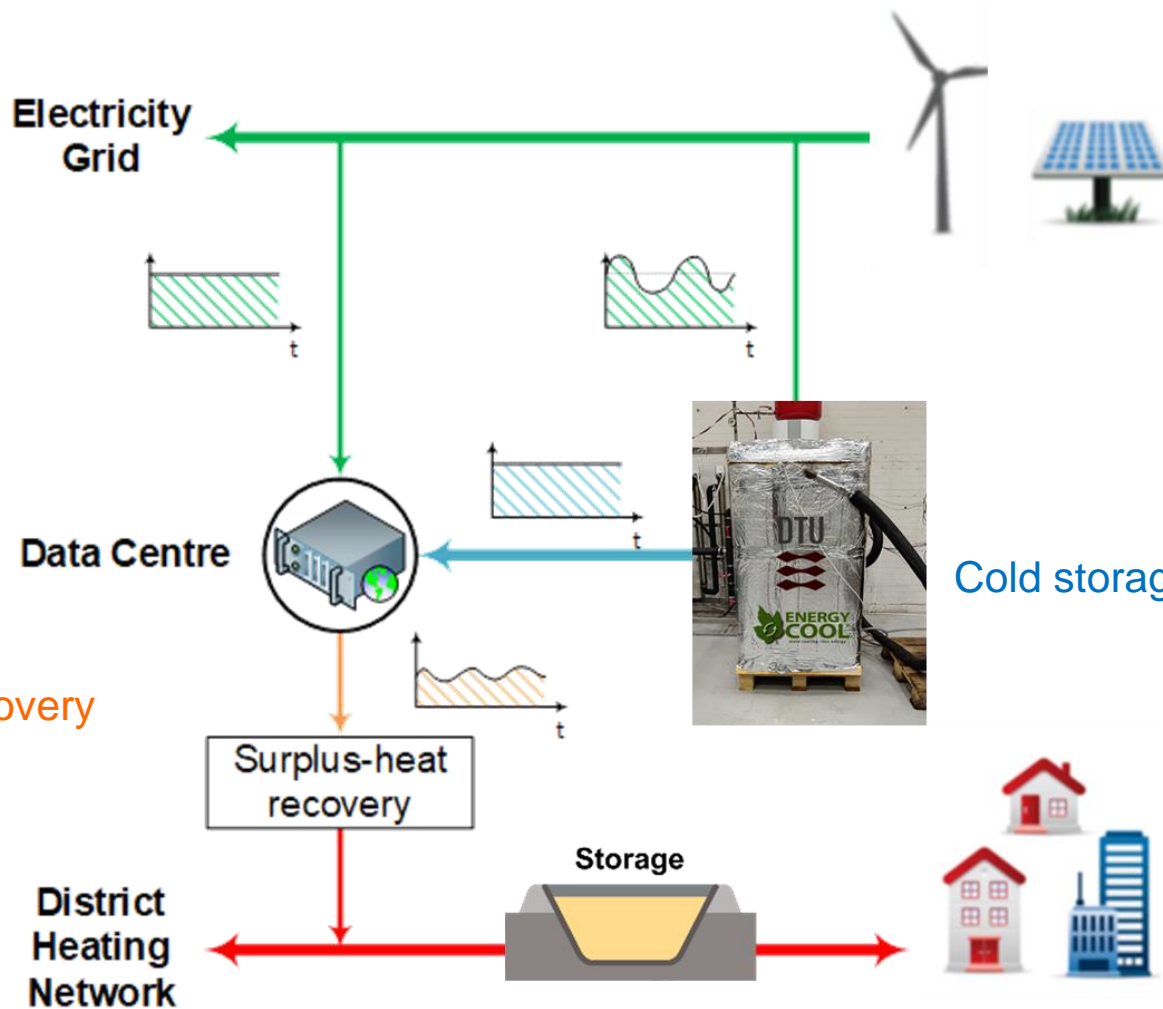 Electricity
Grid
t
t
t
Data Centre
DTU
ENERGY
COOL
Cold storag
overy
t
Surplus-heat
recovery
Storage
District
Heating
Network